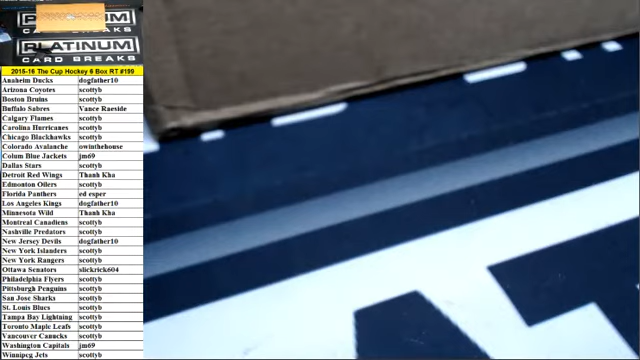 PLATINUM
PLATINUM
CARD BREAKS
2015-16 The Cup Hockey 6 Box RT #199
Anaheim Ducks dogfather10
Arizona Coyotes scottyb
Boston Bruins scottyb
Buffalo Sabres Vance Raeside
Calgary Flames scottyb
Carolina Hurricanes scottyb
Chicago Blackhawks scottyb
Colorado Avalanche owinthehouse
Colum Blue Jackets jm69
Dallas Stars scottyb
Detroit Red Wings Thanh Kha
Edmonton Oilers scottyb
Florida Panthers ed esper
Los Angeles Kings dogfather10
Minnesota Wild Thanh Kha
Montreal Canadiens scottyb
Nashville Predators scottyb
New Jersey Devils dogfather10
New York Islanders scottyb
New York Rangers scottyb
Ottawa Senators slickrick604
Philadelphia Flyers scottyb
Pittsburgh Penguins scottyb
San Jose Sharks scottyb
St. Louis Blues scottyb
Tampa Bay Lightning scottyb
Toronto Maple Leafs scottyb
Vancouver Canucks scottyb
Washington Capitals jm69
Winnipeg Jets scottyb